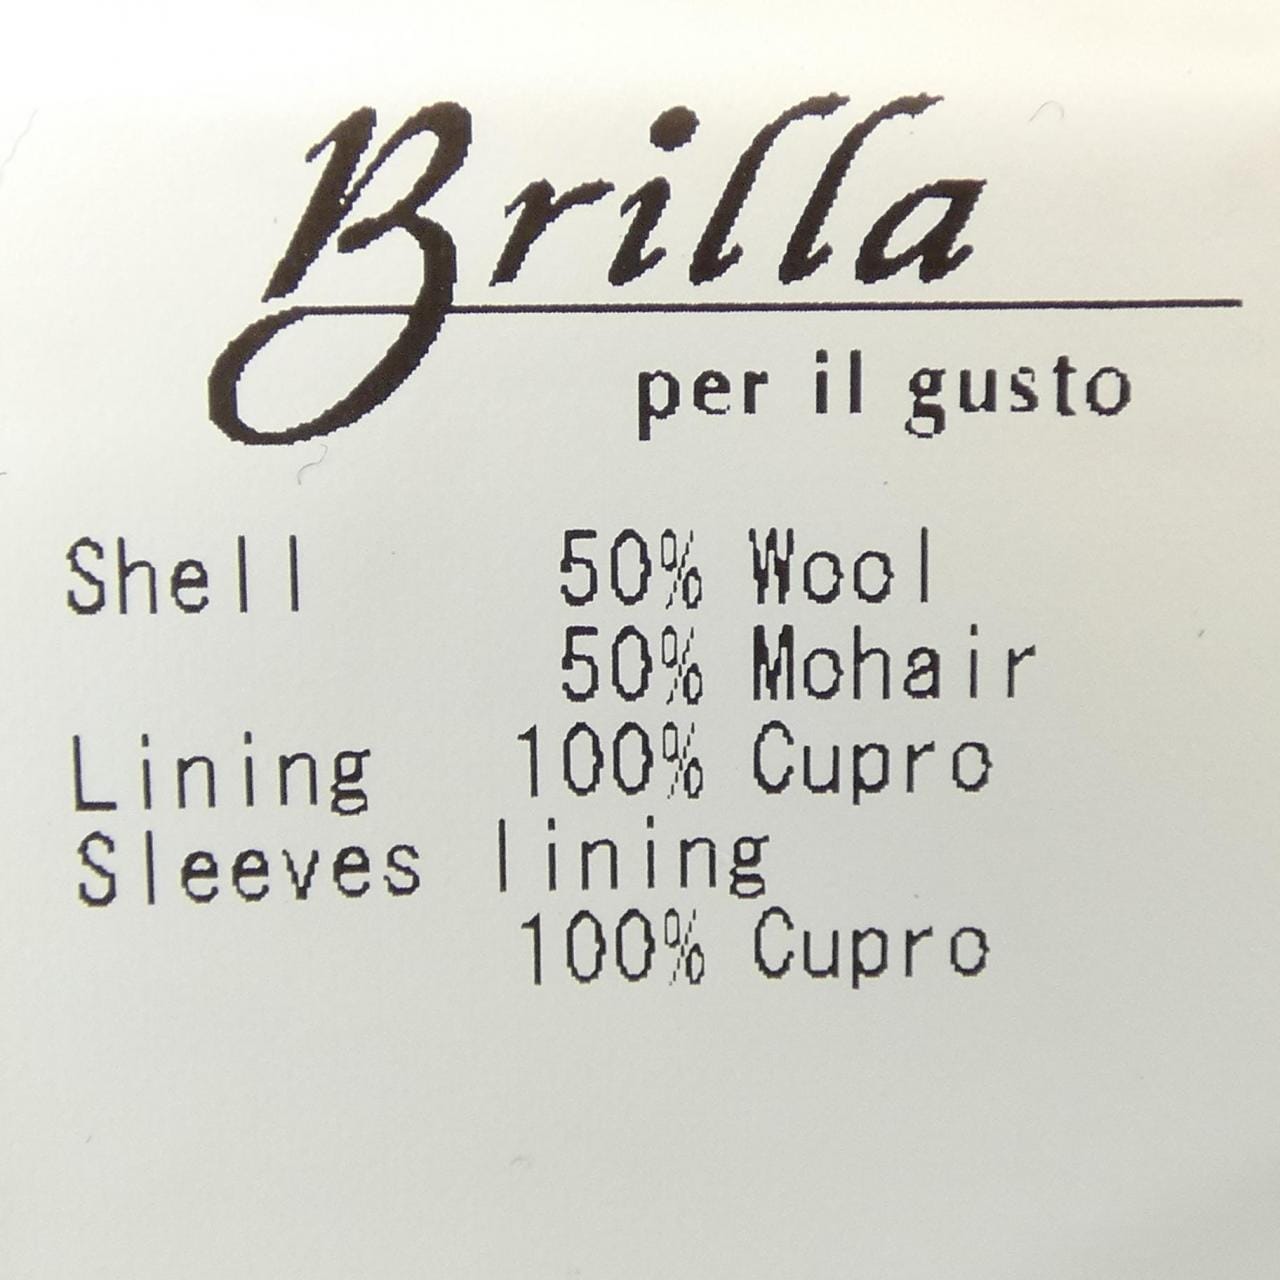 Brilla
per il gusto
Shell 50% Wool
50% Mohair
Lining 100% Cupro
Sleeves lining
100% Cupro